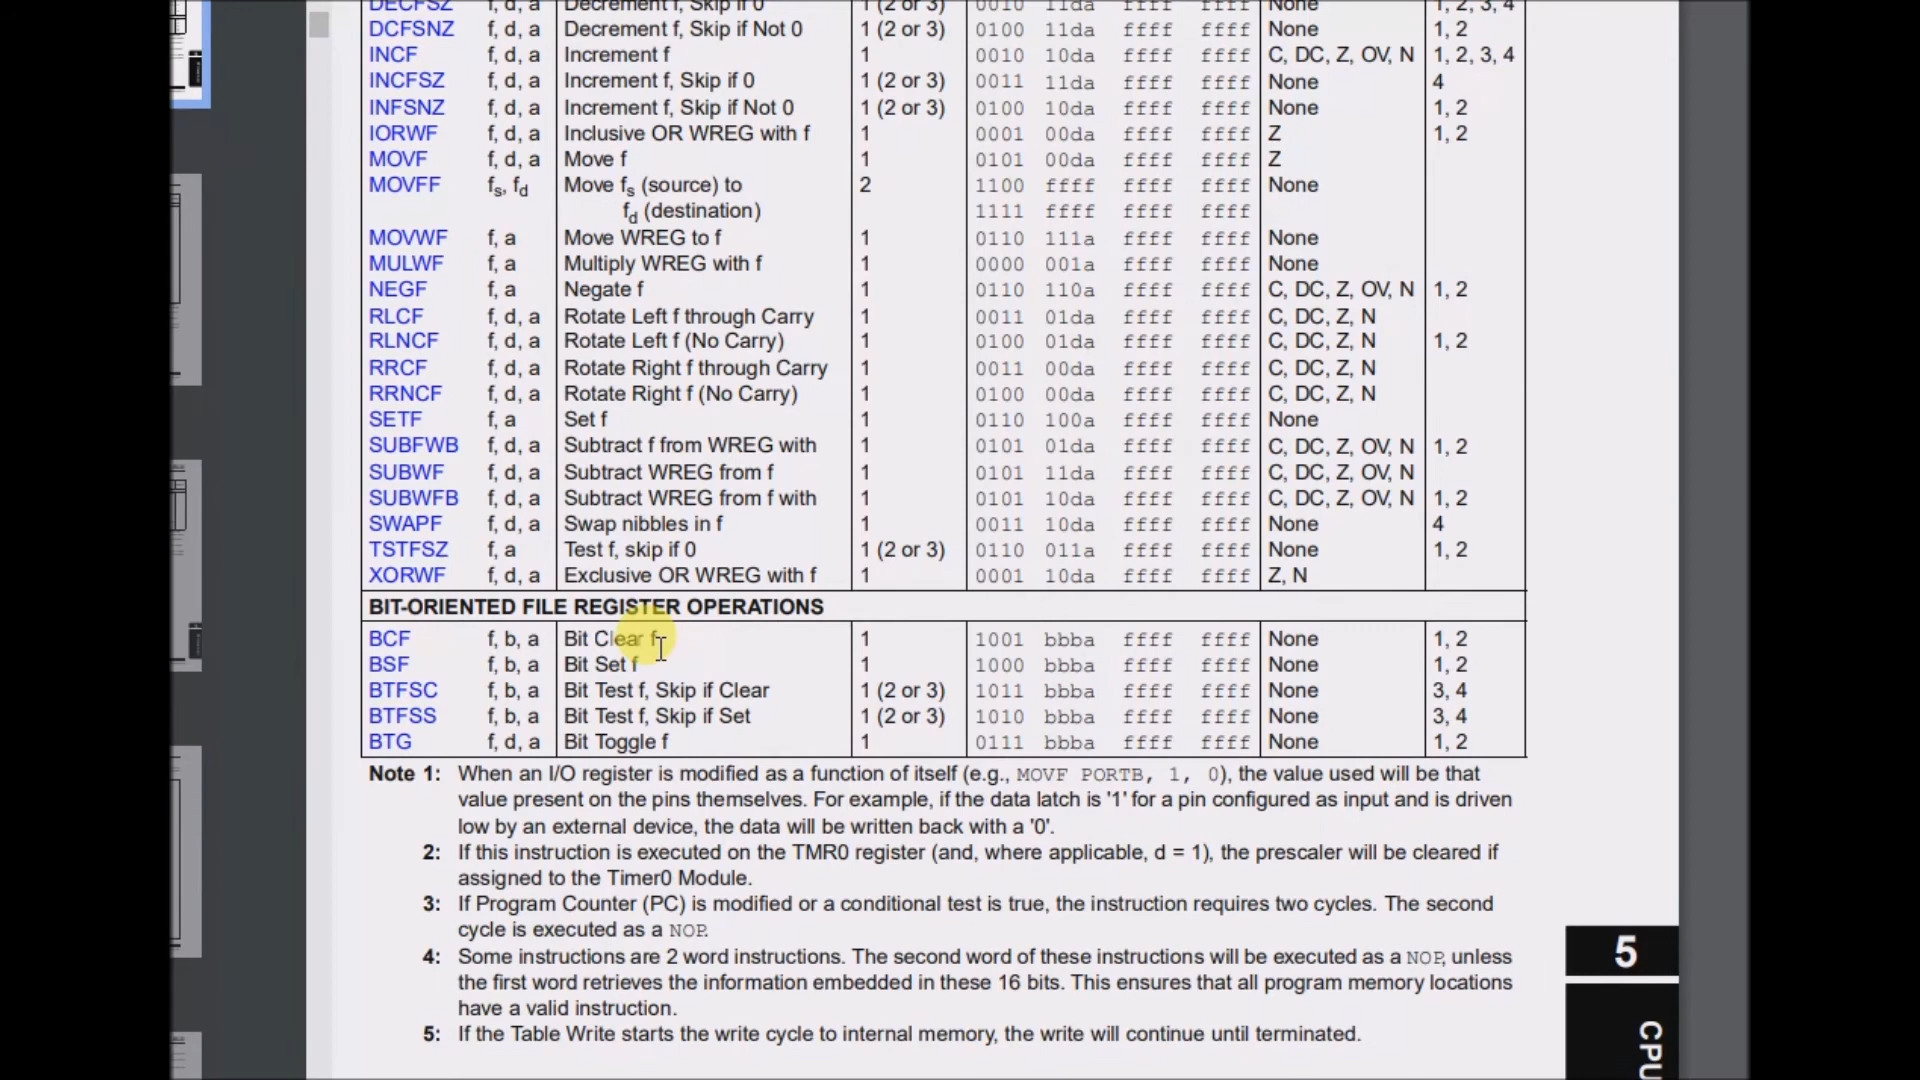 DECFSZ f, d, a Decrement f, Skip if 0 1 (2 or 3) 0010 11da ffff ffff None 1, 2, 3, 4
DCFSNZ f, d, a Decrement f, Skip if Not 0 1 (2 or 3) 0100 11da ffff ffff None 1, 2
INCF f, d, a Increment f 1 0010 10da ffff ffff C, DC, Z, OV, N 1, 2, 3, 4
INCFSZ f, d, a Increment f, Skip if 0 1 (2 or 3) 0011 11da ffff ffff None 4
INFSNZ f, d, a Increment f, Skip if Not 0 1 (2 or 3) 0100 10da ffff ffff None 1, 2
IORWF f, d, a Inclusive OR WREG with f 1 0001 00da ffff ffff Z 1, 2
MOVF f, d, a Move f 1 0101 00da ffff ffff Z
MOVFF fs, fd Move fs (source) to 2 1100 ffff ffff ffff None
fd (destination) 1111 ffff ffff ffff
MOVWF f, a Move WREG to f 1 0110 111a ffff ffff None
MULWF f, a Multiply WREG with f 1 0000 001a ffff ffff None
NEGF f, a Negate f 1 0110 110a ffff ffff C, DC, Z, OV, N 1, 2
RLCF f, d, a Rotate Left f through Carry 1 0011 01da ffff ffff C, DC, Z, N
RLNCF f, d, a Rotate Left f (No Carry) 1 0100 01da ffff ffff C, DC, Z, N 1, 2
RRCF f, d, a Rotate Right f through Carry 1 0011 00da ffff ffff C, DC, Z, N
RRNCF f, d, a Rotate Right f (No Carry) 1 0100 00da ffff ffff C, DC, Z, N
SETF f, a Set f 1 0110 100a ffff ffff None
SUBFWB f, d, a Subtract f from WREG with 1 0101 01da ffff ffff C, DC, Z, OV, N 1, 2
SUBWF f, d, a Subtract WREG from f 1 0101 11da ffff ffff C, DC, Z, OV, N
SUBWFB f, d, a Subtract WREG from f with 1 0101 10da ffff ffff C, DC, Z, OV, N 1, 2
SWAPF f, d, a Swap nibbles in f 1 0011 10da ffff ffff None 4
TSTFSZ f, a Test f, skip if 0 1 (2 or 3) 0110 011a ffff ffff None 1, 2
XORWF f, d, a Exclusive OR WREG with f 1 0001 10da ffff ffff Z, N
BIT-ORIENTED FILE REGISTER OPERATIONS
BCF f, b, a Bit Clear f 1 1001 bbba ffff ffff None 1, 2
BSF f, b, a Bit Set f 1 1000 bbba ffff ffff None 1, 2
BTFSC f, b, a Bit Test f, Skip if Clear 1 (2 or 3) 1011 bbba ffff ffff None 3, 4
BTFSS f, b, a Bit Test f, Skip if Set 1 (2 or 3) 1010 bbba ffff ffff None 3, 4
BTG f, d, a Bit Toggle f 1 0111 bbba ffff ffff None 1, 2
Note 1: When an I/O register is modified as a function of itself (e.g., MOVF PORTB, 1, 0), the value used will be that
value present on the pins themselves. For example, if the data latch is '1' for a pin configured as input and is driven
low by an external device, the data will be written back with a '0'.
2: If this instruction is executed on the TMR0 register (and, where applicable, d = 1), the prescaler will be cleared if
assigned to the Timer0 Module.
3: If Program Counter (PC) is modified or a conditional test is true, the instruction requires two cycles. The second
cycle is executed as a NOP.
4: Some instructions are 2 word instructions. The second word of these instructions will be executed as a NOP, unless
the first word retrieves the information embedded in these 16 bits. This ensures that all program memory locations
have a valid instruction.
5: If the Table Write starts the write cycle to internal memory, the write will continue until terminated.
5
CPU